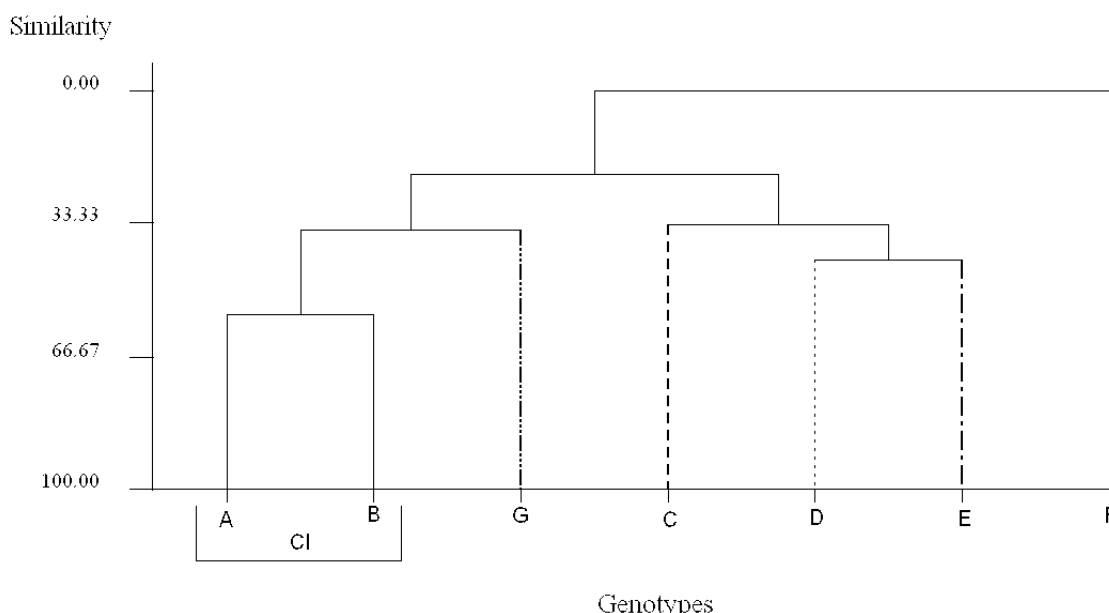 Similarity
0.00
33.33
66.67
100.00
A B G C D E
CI
Genotypes